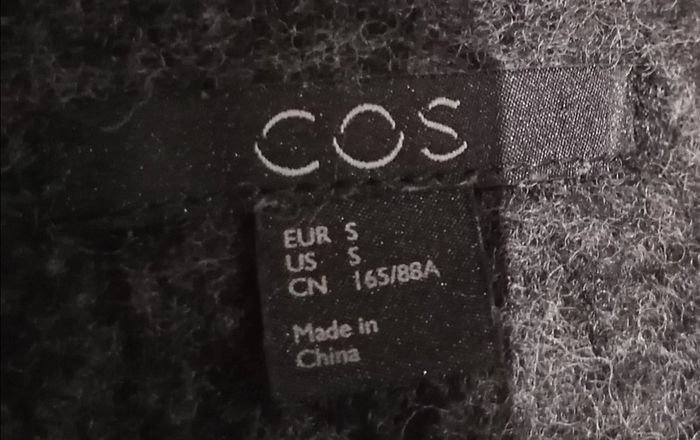 COS
EUR S
US S
CN 165/88A
Made in
China